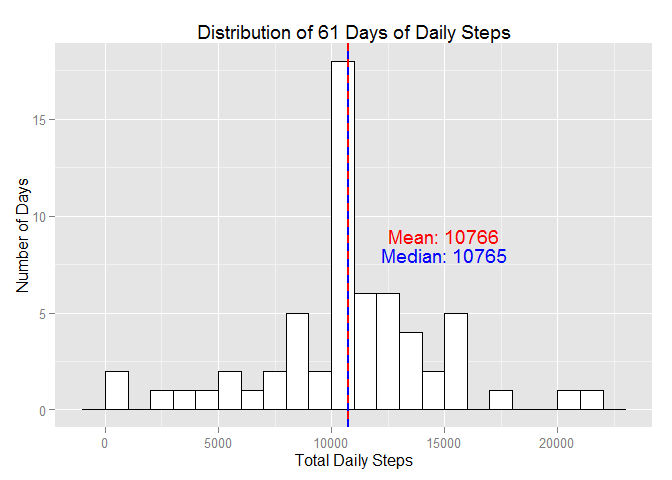 Distribution of 61 Days of Daily Steps
Number of Days
15
10
5
0
Mean: 10766
Median: 10765
0 5000 10000 15000 20000
Total Daily Steps